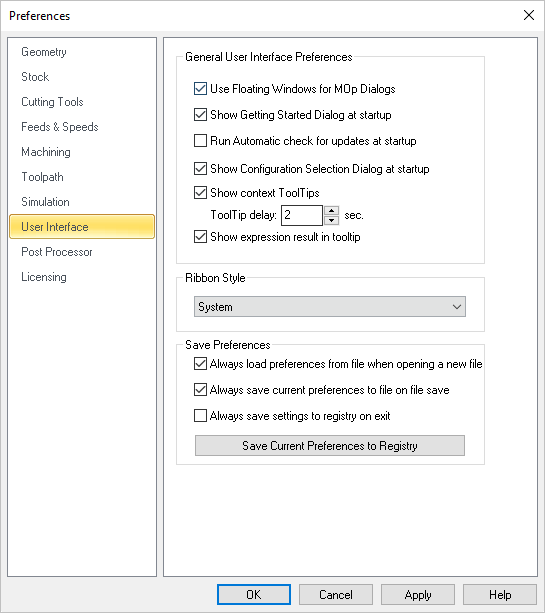 Preferences
Geometry
Stock
Cutting Tools
Feeds & Speeds
Machining
Toolpath
Simulation
User Interface
Post Processor
Licensing
General User Interface Preferences
Use Floating Windows for MOp Dialogs
Show Getting Started Dialog at startup
Run Automatic check for updates at startup
Show Configuration Selection Dialog at startup
Show context ToolTips
ToolTip delay: 2 sec.
Show expression result in tooltip
Ribbon Style
System
Save Preferences
Always load preferences from file when opening a new file
Always save current preferences to file on file save
Always save settings to registry on exit
Save Current Preferences to Registry
OK Cancel Apply Help